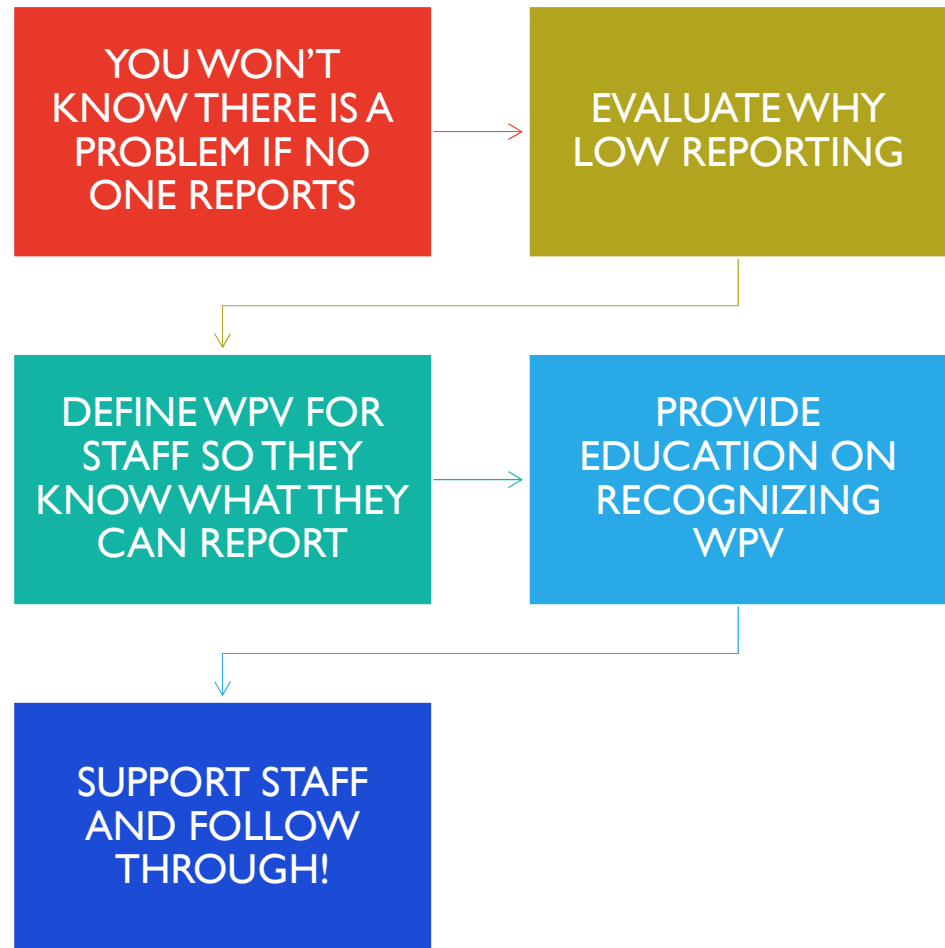 YOU WON'T
KNOW THERE IS A
PROBLEM IF NO
ONE REPORTS
EVALUATE WHY
LOW REPORTING
DEFINE WPV FOR
STAFF SO THEY
KNOW WHAT THEY
CAN REPORT
PROVIDE
EDUCATION ON
RECOGNIZING
WPV
SUPPORT STAFF
AND FOLLOW
THROUGH!